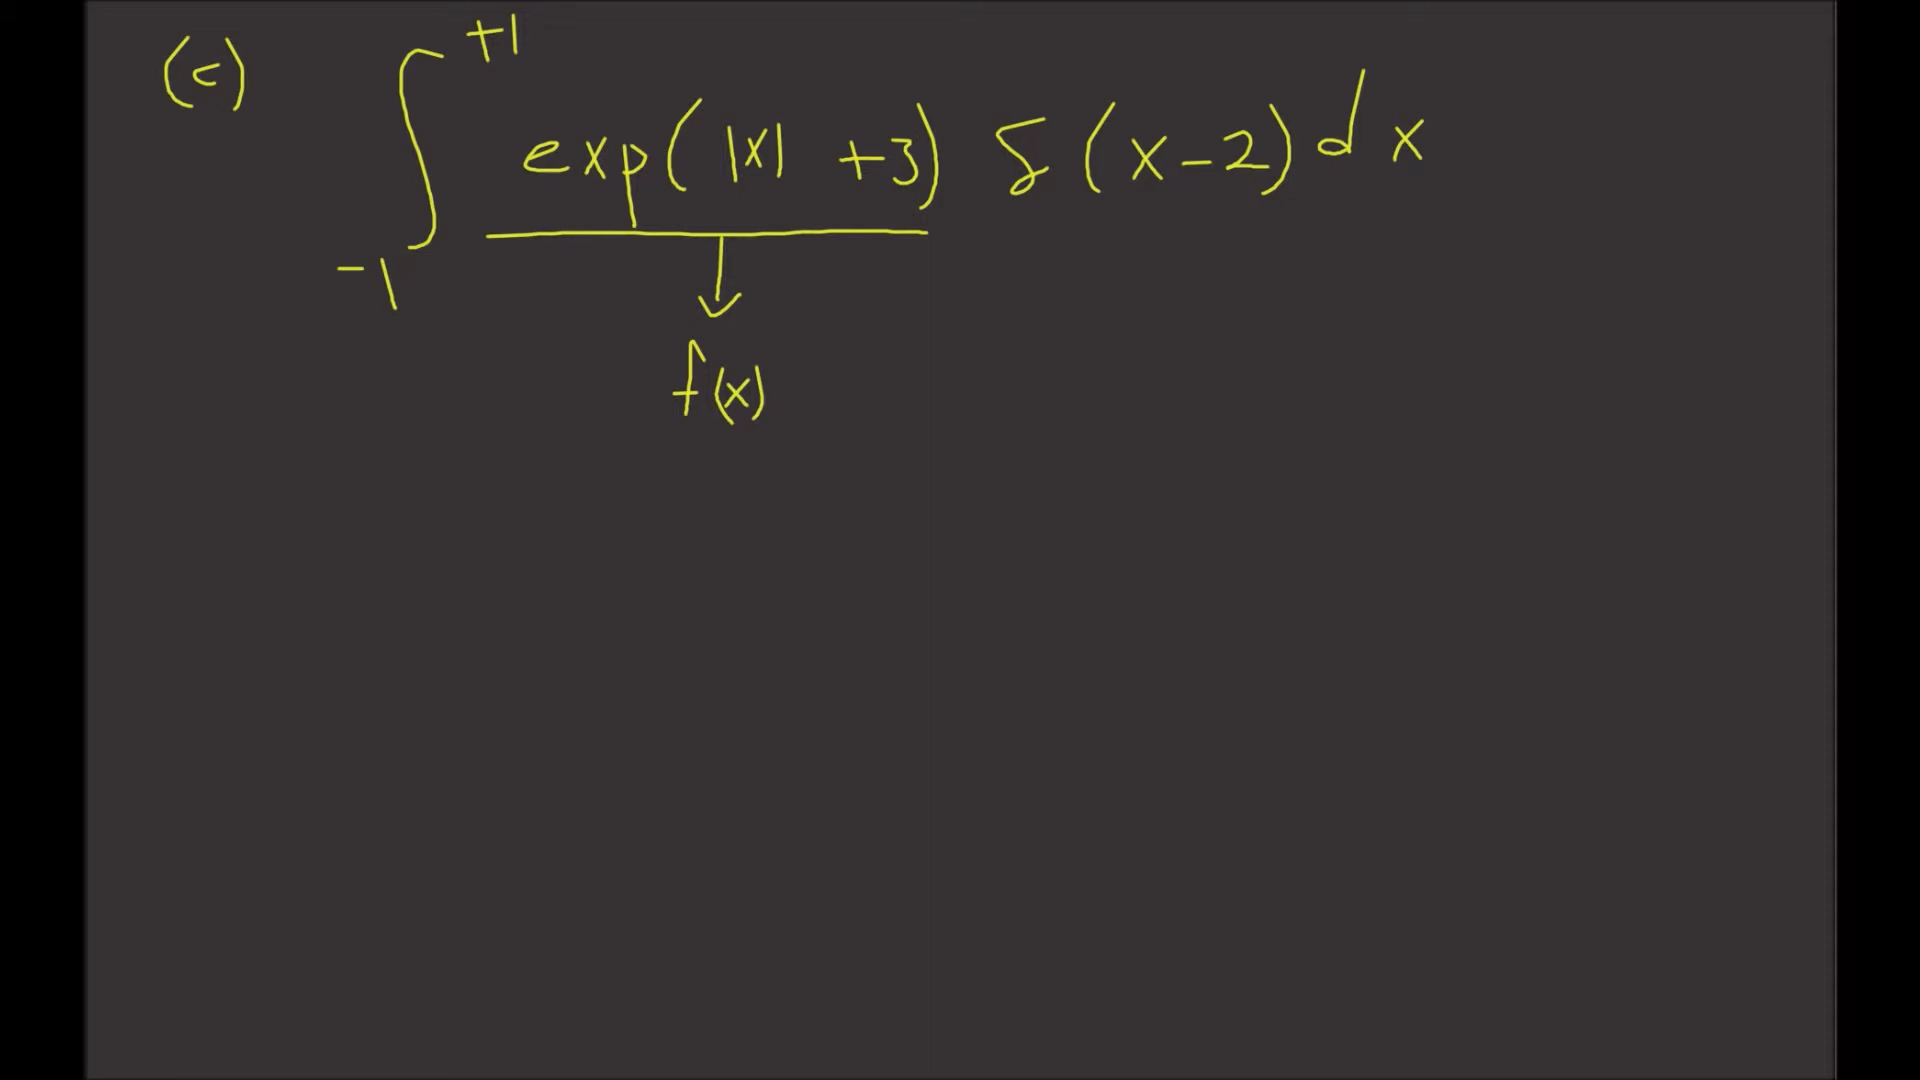 (c) ∫₋₁⁺¹ exp(|x| +3) δ(x-2) dx
f(x)